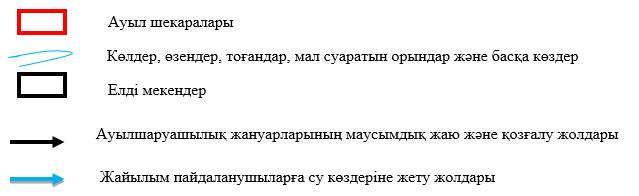 Ауыл шекаралары
Көлдер, өзендер, тоғандар, мал суаратын орындар және басқа көздер
Елді мекендер
Ауылшаруашылық жануарларының маусымдық жаю және қозғалу жолдары
Жайылым пайдаланушыларға су көздеріне жету жолдары